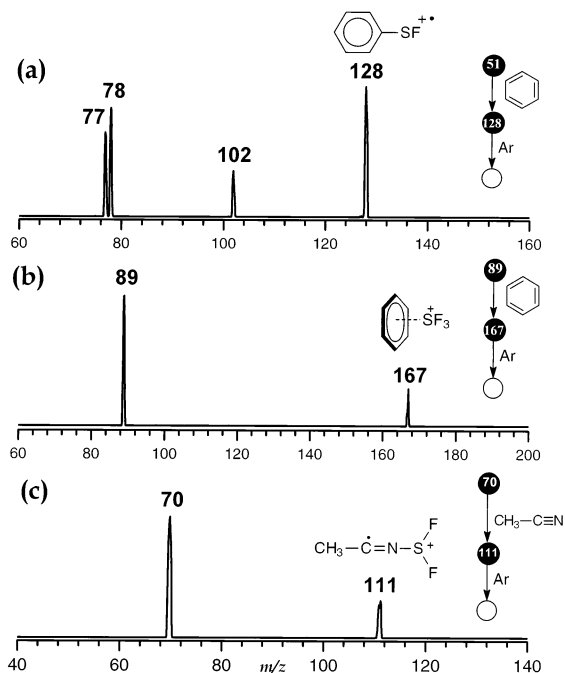 (a)
SF+•
77
78
102
128
51
128
Ar
60 80 100 120 140 160
(b)
89
SF3+
167
89
167
Ar
60 80 100 120 140 160 180 200
(c)
70
CH3–Ċ=N–S+
F
F
111
70
CH3–C≡N
111
Ar
40 60 80 m/z 100 120 140